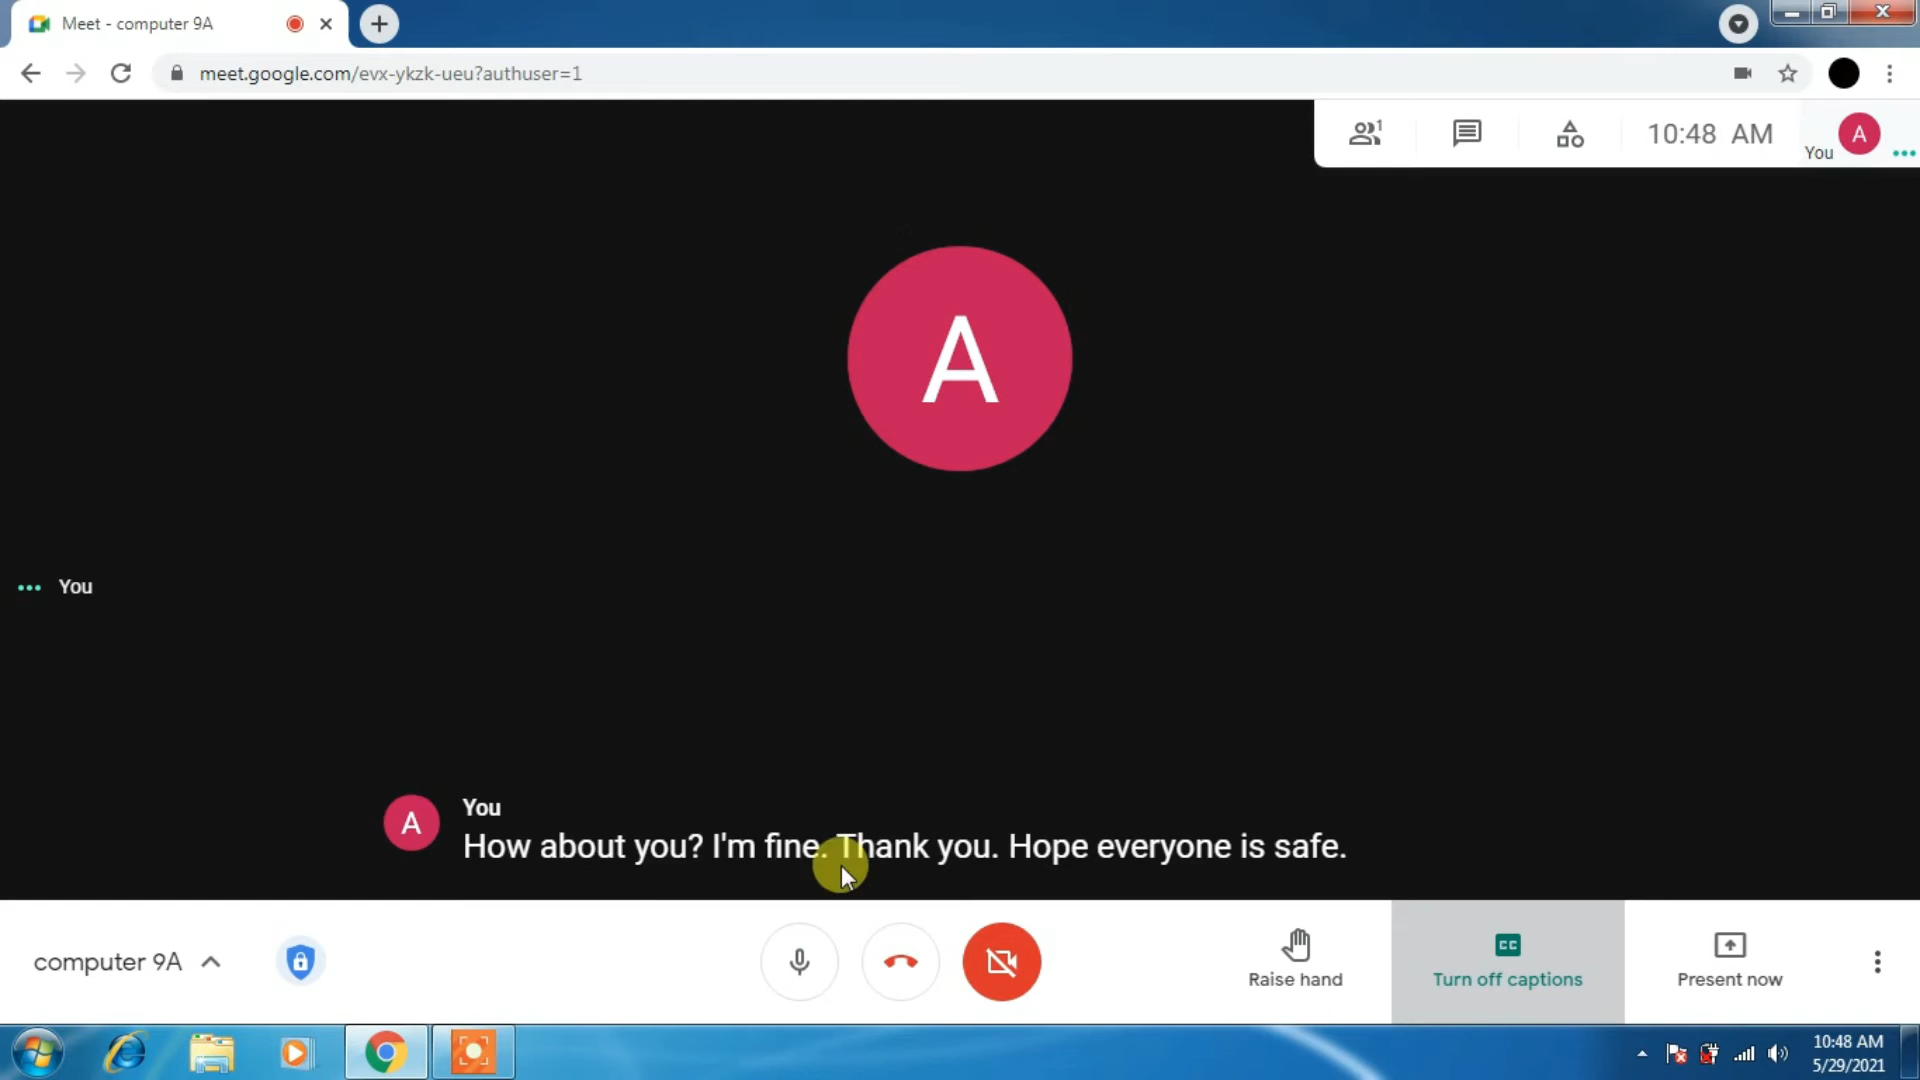 Meet - computer 9A
meet.google.com/evx-ykzk-ueu?authuser=1
1
10:48 AM
You
A
A
You
A
You
How about you? I'm fine. Thank you. Hope everyone is safe.
computer 9A
Raise hand
CC
Turn off captions
Present now
10:48 AM
5/29/2021